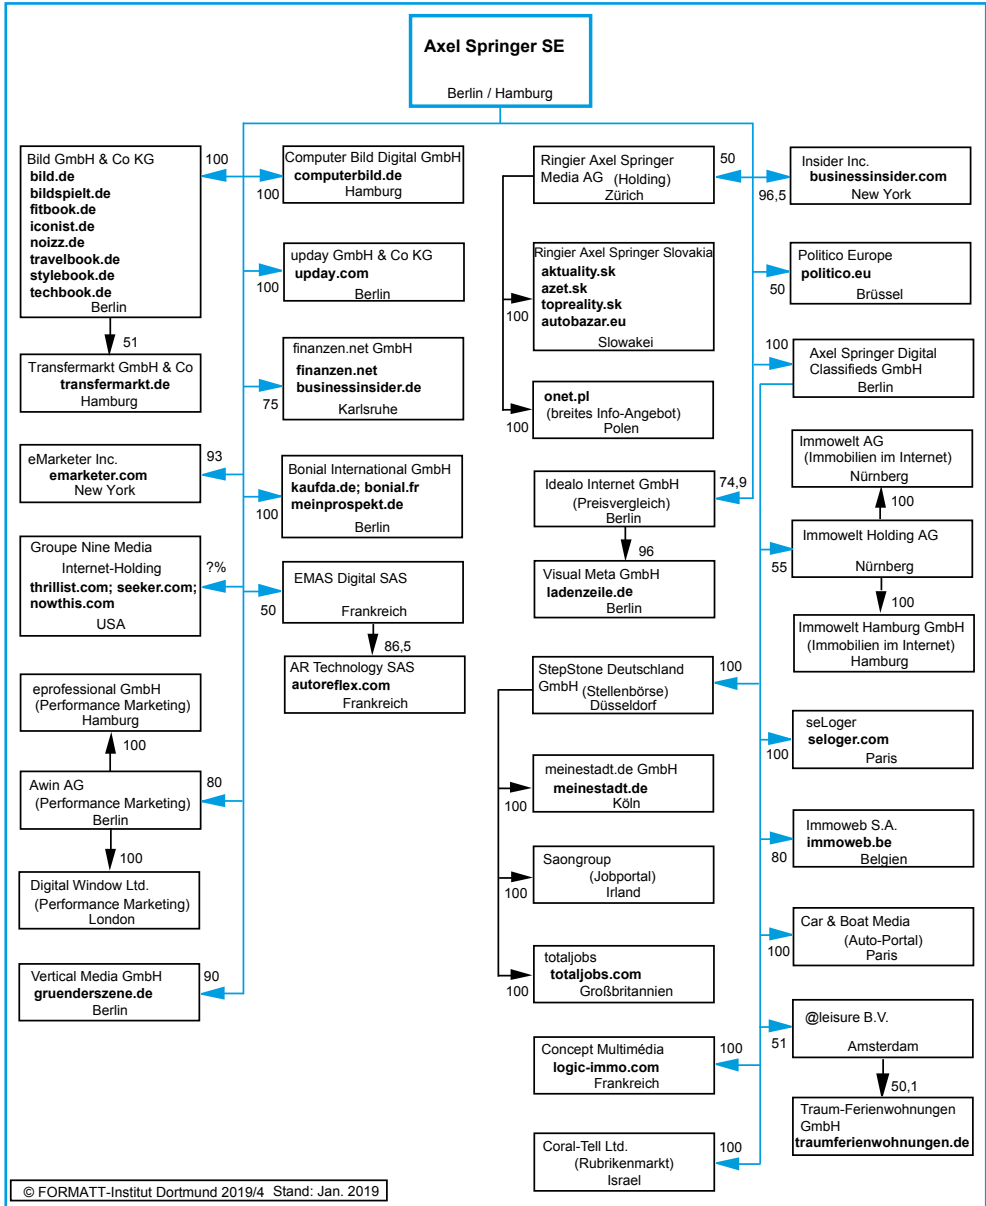 Axel Springer SE
Berlin / Hamburg
Bild GmbH & Co KG
bild.de
bildspielt.de
fitbook.de
iconist.de
noizz.de
travelbook.de
stylebook.de
techbook.de
Berlin
100
51
Transfermarkt GmbH & Co
transfermarkt.de
Hamburg
eMarketer Inc.
emarketer.com
New York
93
Groupe Nine Media
Internet-Holding
thrillist.com; seeker.com;
nowthis.com
USA
?%
eprofessional GmbH
(Performance Marketing)
Hamburg
100
Awin AG
(Performance Marketing)
Berlin
80
100
Digital Window Ltd.
(Performance Marketing)
London
Vertical Media GmbH
gruenderszene.de
Berlin
90
Computer Bild Digital GmbH
computerbild.de
Hamburg
100
upday GmbH & Co KG
upday.com
Berlin
100
finanzen.net GmbH
finanzen.net
businessinsider.de
Karlsruhe
75
Bonial International GmbH
kaufda.de; bonial.fr
meinprospekt.de
Berlin
100
EMAS Digital SAS
Frankreich
50
86,5
AR Technology SAS
autoreflex.com
Frankreich
Ringier Axel Springer
Media AG (Holding)
Zürich
50
Ringier Axel Springer Slovakia
aktuality.sk
azet.sk
topreality.sk
autobazar.eu
Slowakei
100
onet.pl
(breites Info-Angebot)
Polen
100
Idealo Internet GmbH
(Preisvergleich)
Berlin
74,9
96
Visual Meta GmbH
ladenzeile.de
Berlin
StepStone Deutschland
GmbH (Stellenbörse)
Düsseldorf
100
meinestadt.de GmbH
meinestadt.de
Köln
100
Saongroup
(Jobportal)
Irland
100
totaljobs
totaljobs.com
Großbritannien
100
Concept Multimédia
logic-immo.com
Frankreich
100
Coral-Tell Ltd.
(Rubrikenmarkt)
Israel
100
Insider Inc.
businessinsider.com
New York
96,5
Politico Europe
politico.eu
Brüssel
50
Axel Springer Digital
Classifieds GmbH
Berlin
100
Immowelt AG
(Immobilien im Internet)
Nürnberg
100
Immowelt Holding AG
Nürnberg
55
100
Immowelt Hamburg GmbH
(Immobilien im Internet)
Hamburg
seLoger
seloger.com
Paris
100
Immoweb S.A.
immoweb.be
Belgien
80
Car & Boat Media
(Auto-Portal)
Paris
100
@leisure B.V.
Amsterdam
51
50,1
Traum-Ferienwohnungen
GmbH
traumferienwohnungen.de
© FORMATT-Institut Dortmund 2019/4 Stand: Jan. 2019